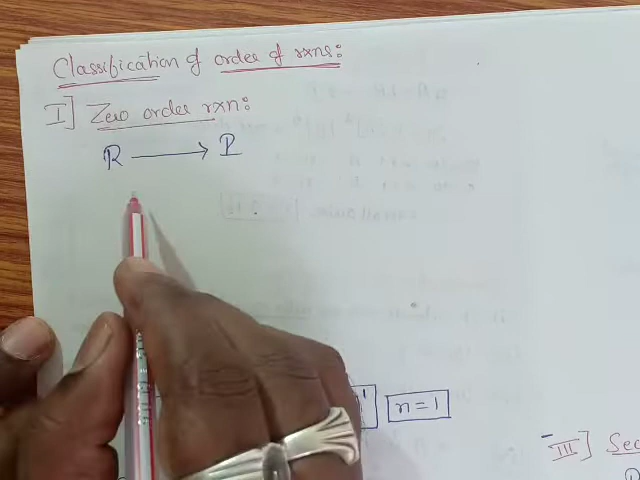 Classification of order of rxns:
I] Zero order rxn:
R ⟶ P
n = 1
III] Sec